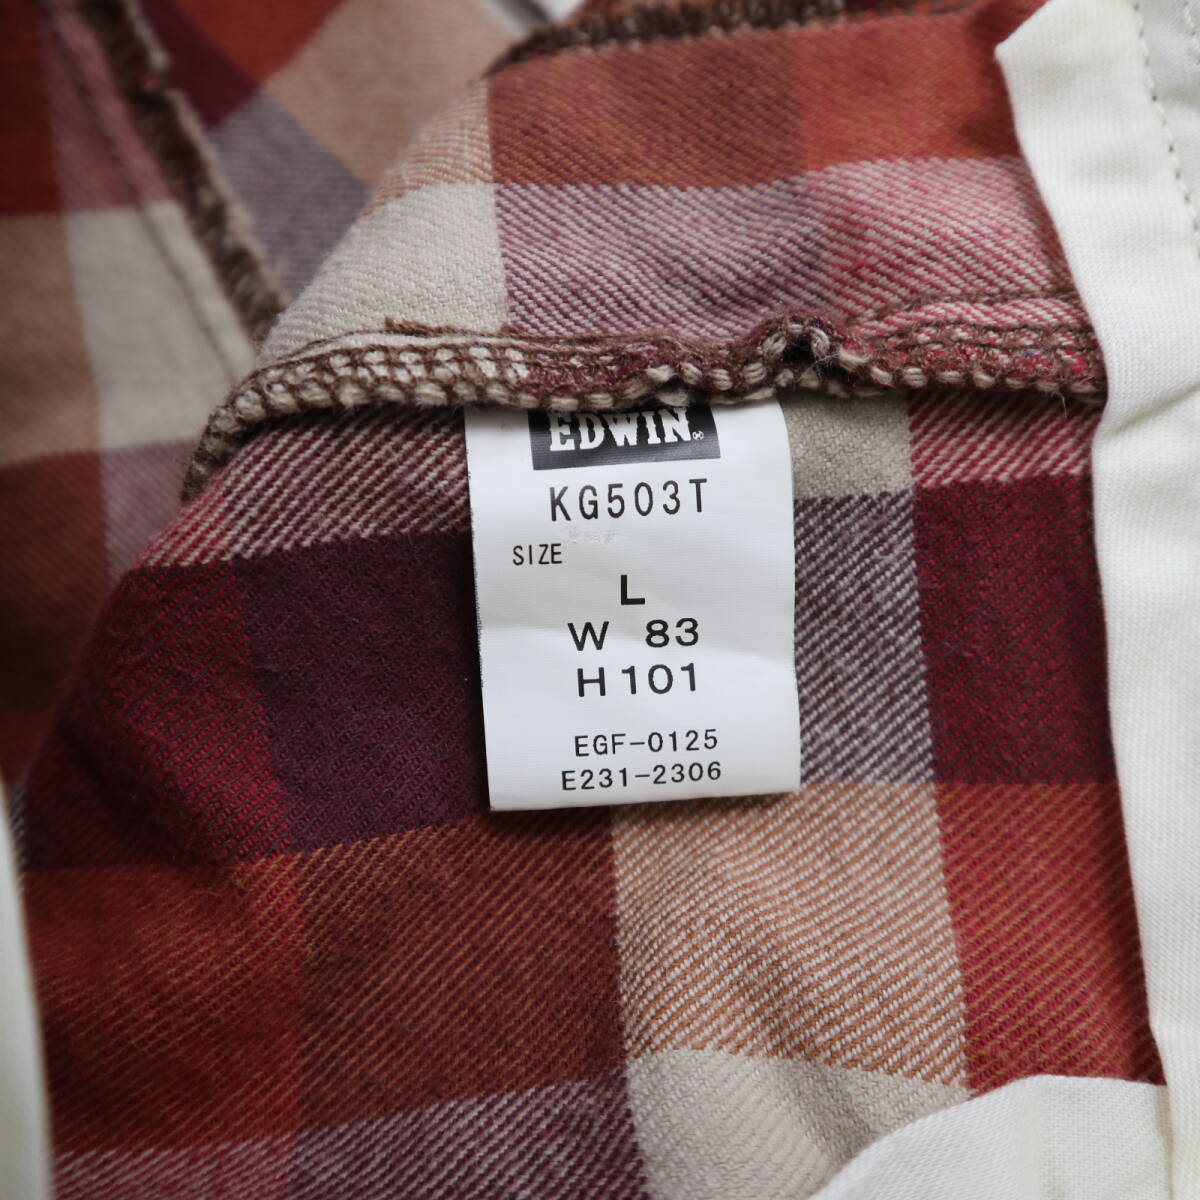 EDWIN
KG503T
SIZE
L
W 83
H 101
EGF-0125
E231-2306